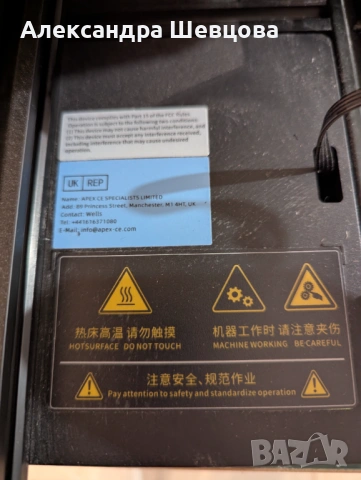 Александра Шевцова
This device complies with Part 15 of the FCC Rules
Operation is subject to the following two conditions:
(1) This device may not cause harmful interference, and
(2) This device must accept any interference received,
including interference that may cause undesired
operation.
UK REP
Name: APEX CE SPECIALISTS LIMITED
Add: 89 Princess Street, Manchester, M1 4HT, UK
Contact: Wells
Tel: +441616371080
E-Mail: info@apex-ce.com
热床高温 请勿触摸
HOTSURFACE DO NOT TOUCH
机器工作时 请注意夹伤
MACHINE WORKING BE CAREFUL
注意安全、规范作业
Pay attention to safety and standardize operation
BAZAR